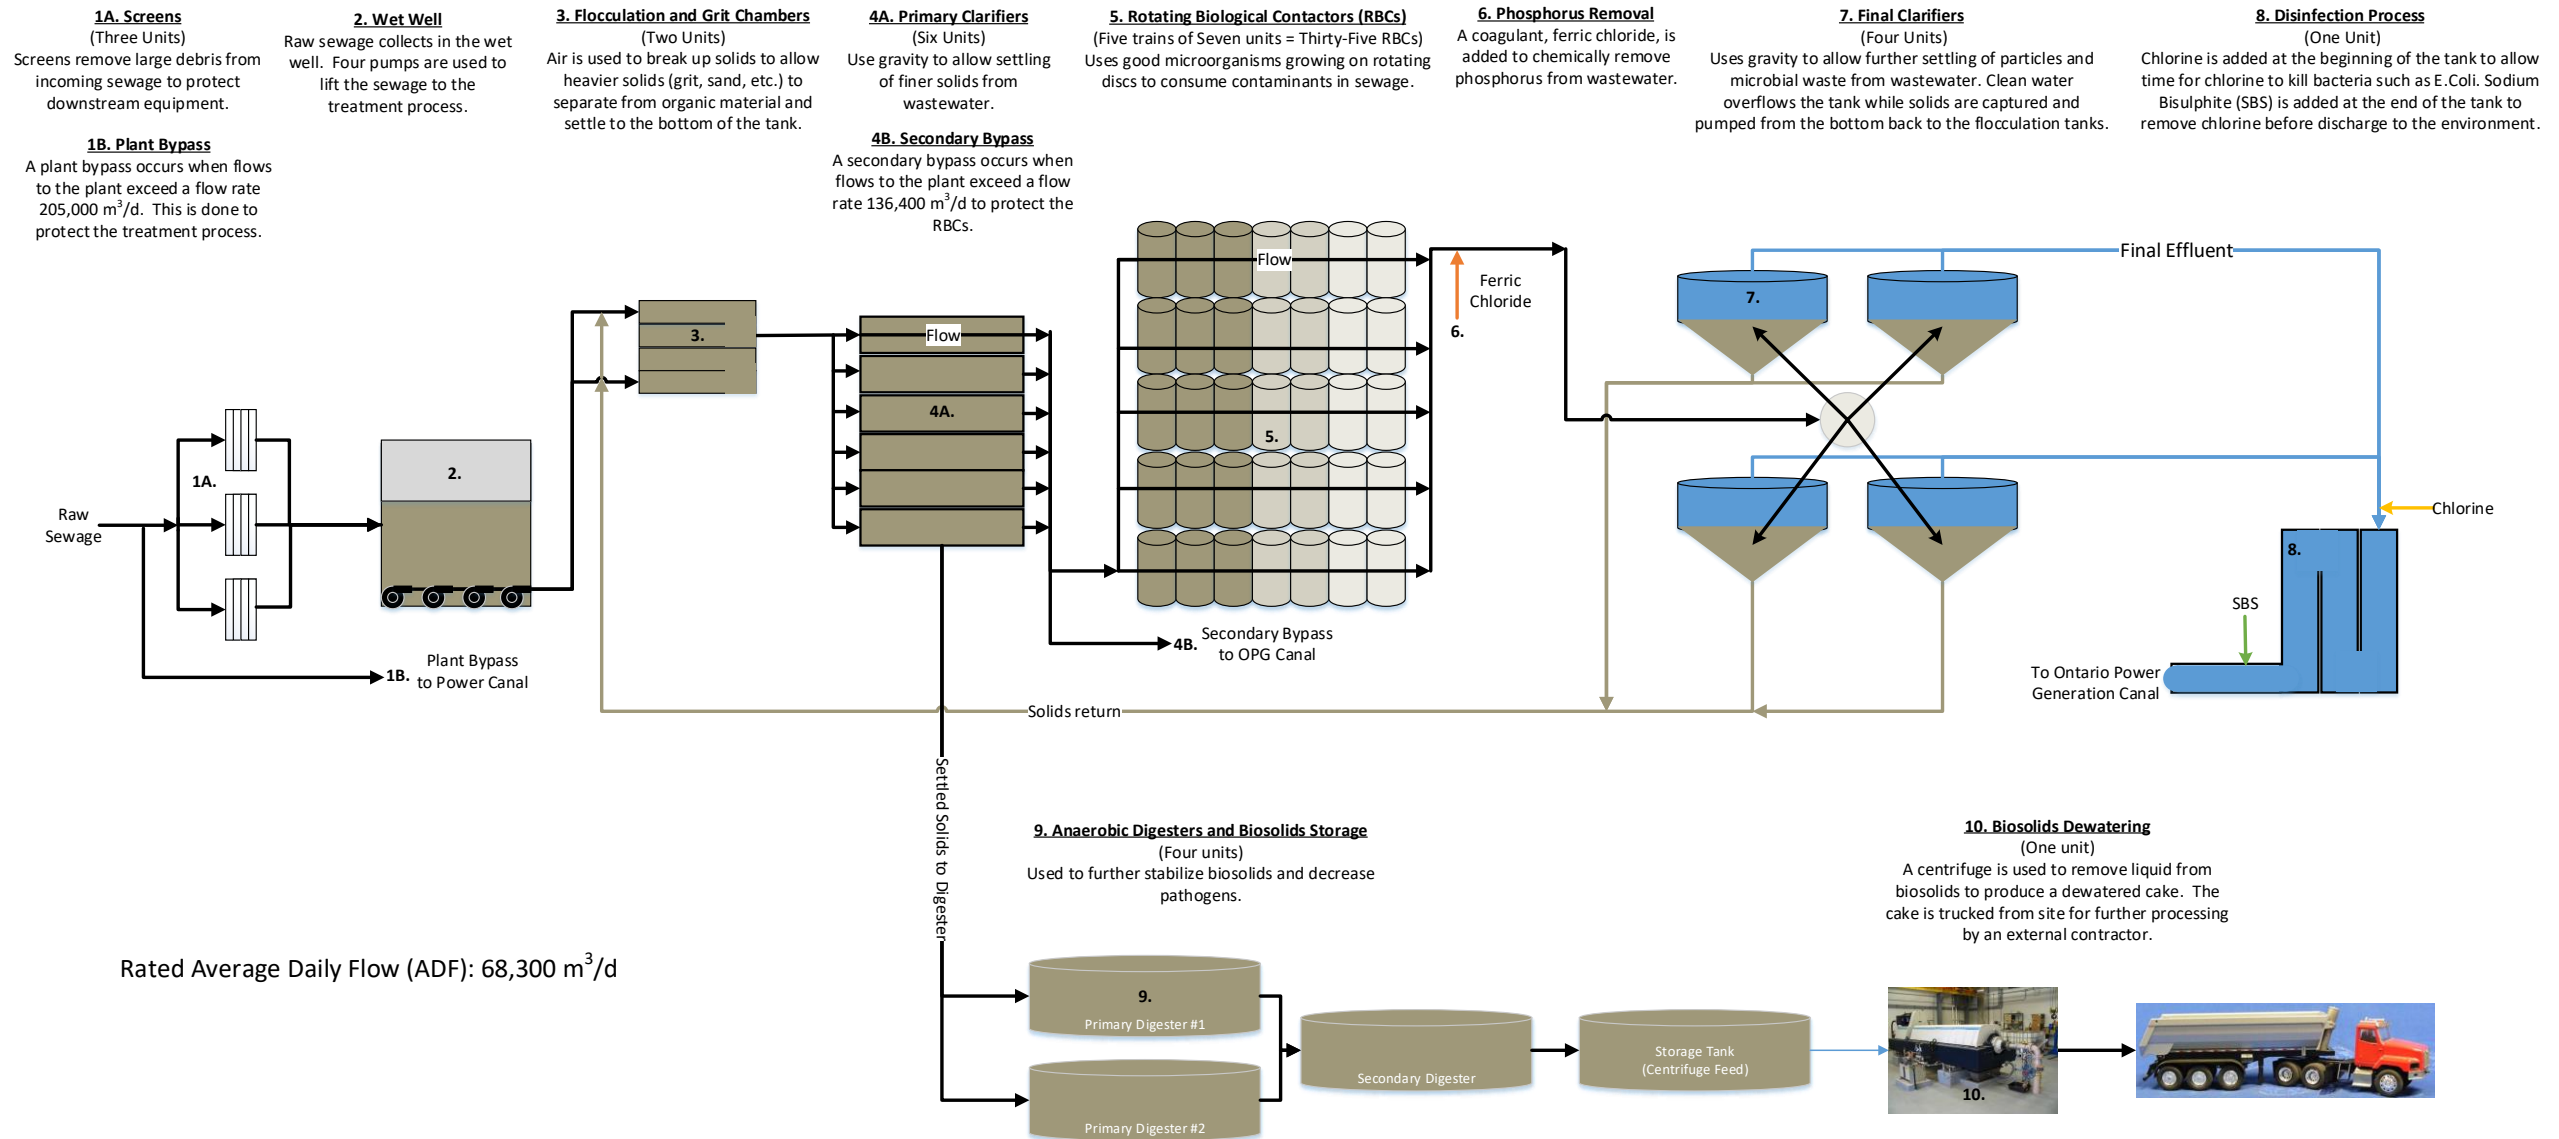 1A. Screens
(Three Units)
Screens remove large debris from
incoming sewage to protect
downstream equipment.
1B. Plant Bypass
A plant bypass occurs when flows
to the plant exceed a flow rate
205,000 m³/d. This is done to
protect the treatment process.
2. Wet Well
Raw sewage collects in the wet
well. Four pumps are used to
lift the sewage to the
treatment process.
3. Flocculation and Grit Chambers
(Two Units)
Air is used to break up solids to allow
heavier solids (grit, sand, etc.) to
separate from organic material and
settle to the bottom of the tank.
4A. Primary Clarifiers
(Six Units)
Use gravity to allow settling
of finer solids from
wastewater.
4B. Secondary Bypass
A secondary bypass occurs when
flows to the plant exceed a flow
rate 136,400 m³/d to protect the
RBCs.
5. Rotating Biological Contactors (RBCs)
(Five trains of Seven units = Thirty-Five RBCs)
Uses good microorganisms growing on rotating
discs to consume contaminants in sewage.
6. Phosphorus Removal
A coagulant, ferric chloride, is
added to chemically remove
phosphorus from wastewater.
7. Final Clarifiers
(Four Units)
Uses gravity to allow further settling of particles and
microbial waste from wastewater. Clean water
overflows the tank while solids are captured and
pumped from the bottom back to the flocculation tanks.
8. Disinfection Process
(One Unit)
Chlorine is added at the beginning of the tank to allow
time for chlorine to kill bacteria such as E.Coli. Sodium
Bisulphite (SBS) is added at the end of the tank to
remove chlorine before discharge to the environment.
Raw
Sewage
1A.
1B.
Plant Bypass
to Power Canal
2.
3.
Flow
4A.
4B.
Secondary Bypass
to OPG Canal
Flow
5.
Ferric
Chloride
6.
7.
Final Effluent
Chlorine
8.
SBS
To Ontario Power
Generation Canal
Solids return
Settled Solids to Digester
9. Anaerobic Digesters and Biosolids Storage
(Four units)
Used to further stabilize biosolids and decrease
pathogens.
10. Biosolids Dewatering
(One unit)
A centrifuge is used to remove liquid from
biosolids to produce a dewatered cake. The
cake is trucked from site for further processing
by an external contractor.
Rated Average Daily Flow (ADF): 68,300 m³/d
9.
Primary Digester #1
Primary Digester #2
Secondary Digester
Storage Tank
(Centrifuge Feed)
10.